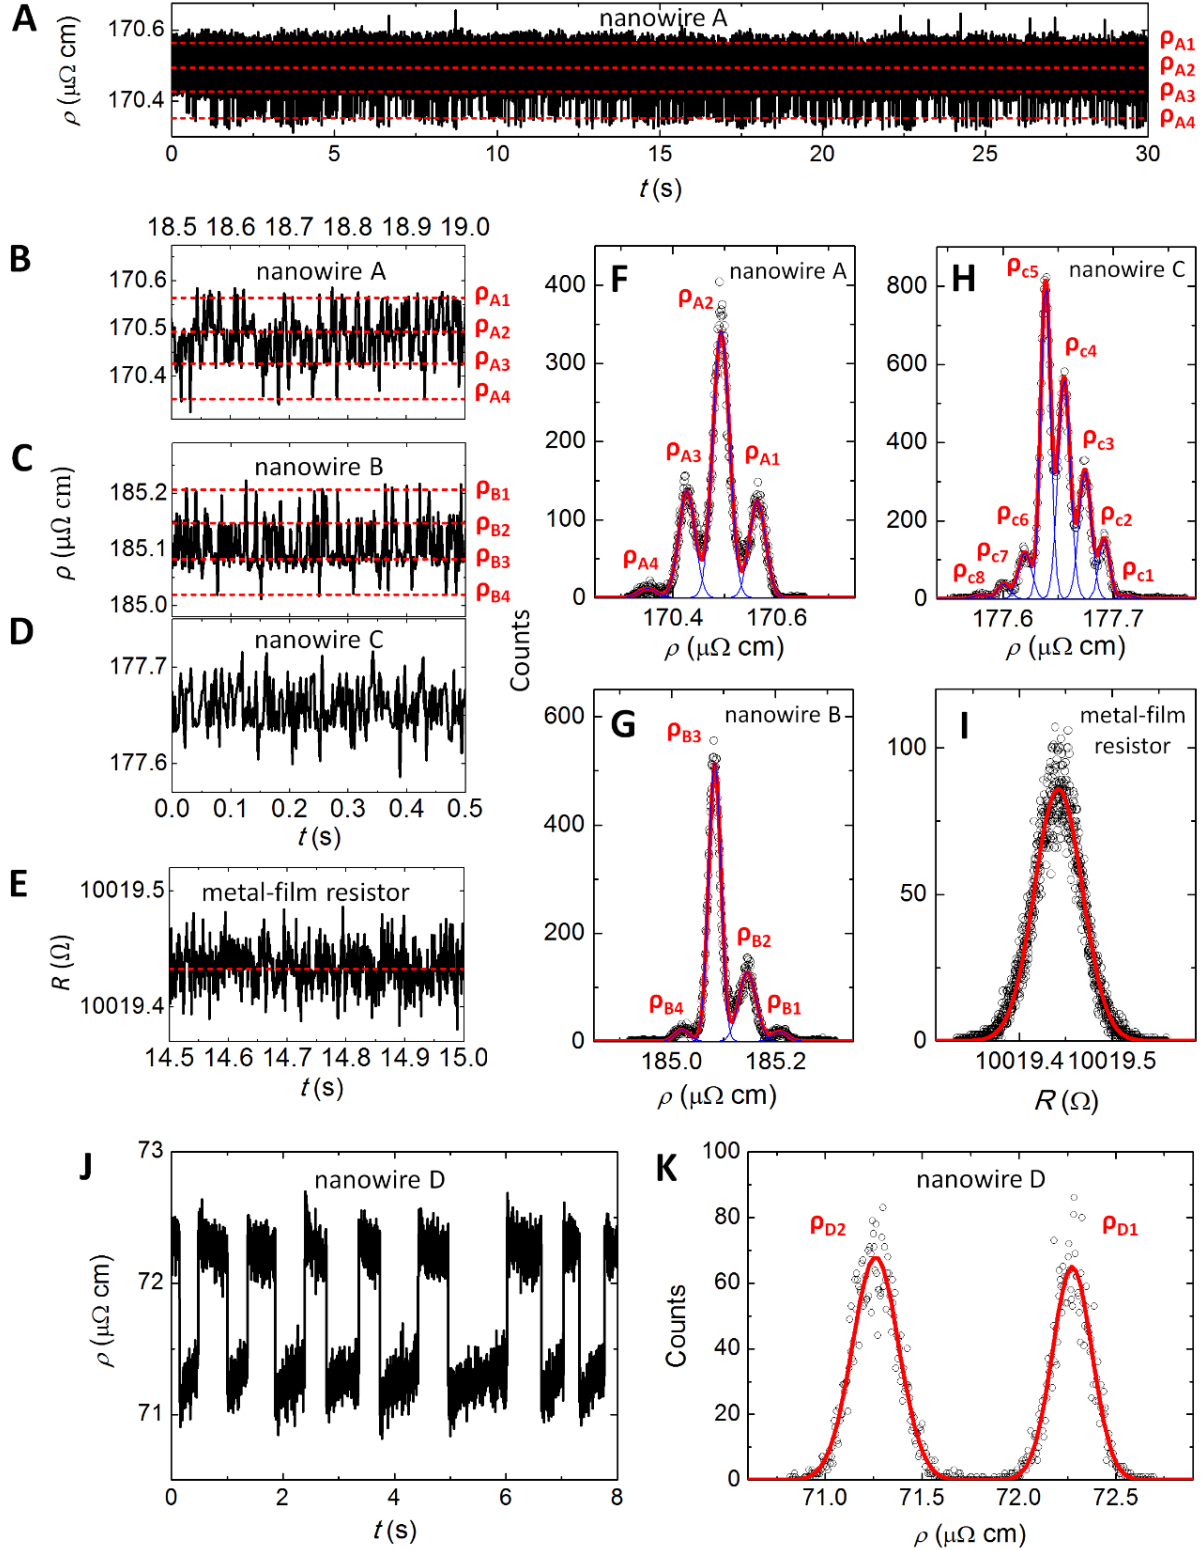 A
nanowire A
170.6
170.4
ρ (μΩ cm)
ρA1
ρA2
ρA3
ρA4
0 5 10 15 20 25 30
t (s)
18.5 18.6 18.7 18.8 18.9 19.0
B
nanowire A
170.6
170.5
170.4
ρA1
ρA2
ρA3
ρA4
C
nanowire B
185.2
185.1
185.0
ρ (μΩ cm)
ρB1
ρB2
ρB3
ρB4
D
nanowire C
177.7
177.6
0.0 0.1 0.2 0.3 0.4 0.5
t (s)
E
metal-film resistor
10019.5
10019.4
R (Ω)
14.5 14.6 14.7 14.8 14.9 15.0
t (s)
F
nanowire A
400
300
200
100
0
ρA2
ρA3
ρA1
ρA4
170.4 170.6
ρ (μΩ cm)
Counts
H
nanowire C
800
600
400
200
0
ρc5
ρc4
ρc3
ρc6
ρc2
ρc7
ρc8
ρc1
177.6 177.7
ρ (μΩ cm)
G
nanowire B
600
400
200
0
ρB3
ρB2
ρB4
ρB1
185.0 185.2
ρ (μΩ cm)
I
metal-film
resistor
100
50
0
10019.4 10019.5
R (Ω)
J
nanowire D
73
72
71
ρ (μΩ cm)
0 2 4 6 8
t (s)
K
nanowire D
100
80
60
40
20
0
Counts
ρD2
ρD1
71.0 71.5 72.0 72.5
ρ (μΩ cm)